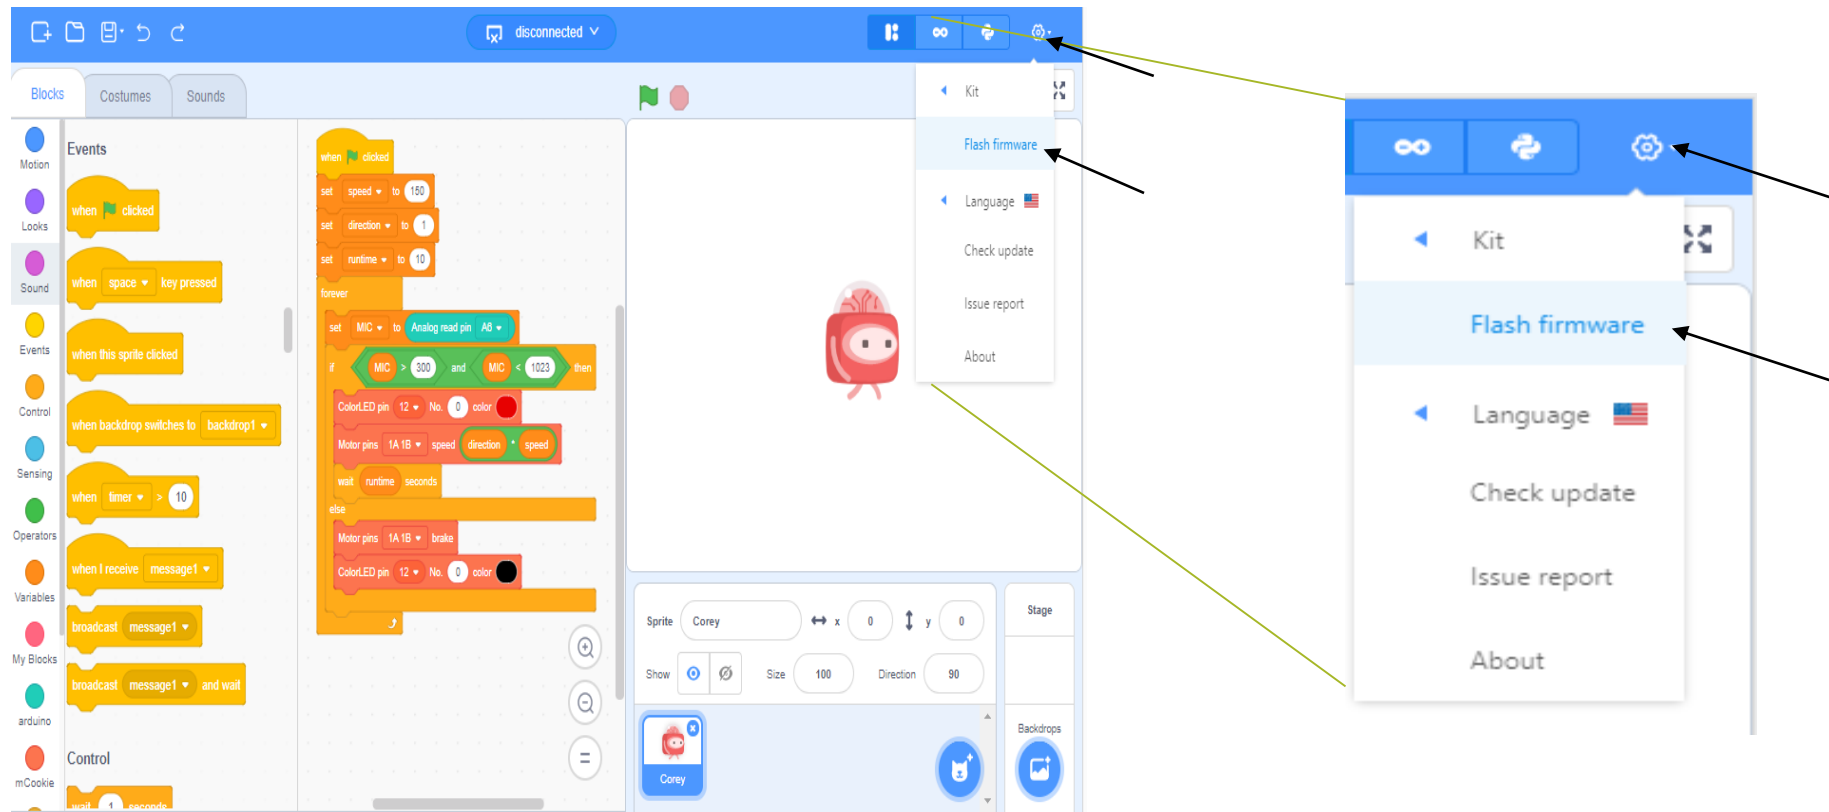 disconnected
Blocks
Costumes
Sounds
Motion
Looks
Sound
Events
Control
Sensing
Operators
Variables
My Blocks
arduino
mCookie
Events
when clicked
when space key pressed
when this sprite clicked
when backdrop switches to backdrop1
when timer > 10
when I receive message1
broadcast message1
broadcast message1 and wait
Control
wait 1 seconds
when clicked
set speed to 150
set direction to 1
set runtime to 10
forever
set MIC to Analog read pin A6
if MIC > 300 and MIC < 1023 then
ColorLED pin 12 No. 0 color
Motor pins 1A 1B speed direction * speed
wait runtime seconds
else
Motor pins 1A 1B brake
ColorLED pin 12 No. 0 color
Kit
Flash firmware
Language
Check update
Issue report
About
Sprite Corey x 0 y 0
Show Size 100 Direction 90
Corey
Stage
Backdrops
Kit
Flash firmware
Language
Check update
Issue report
About